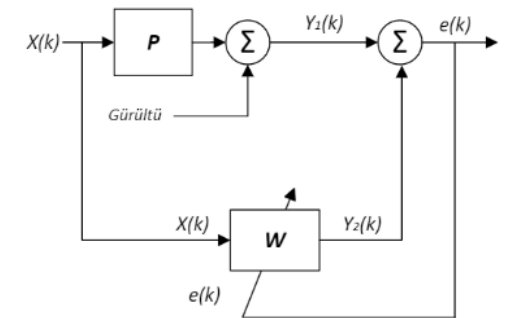 X(k)
P
Σ
Y₁(k)
Σ
e(k)
Gürültü
X(k)
W
Y₂(k)
e(k)